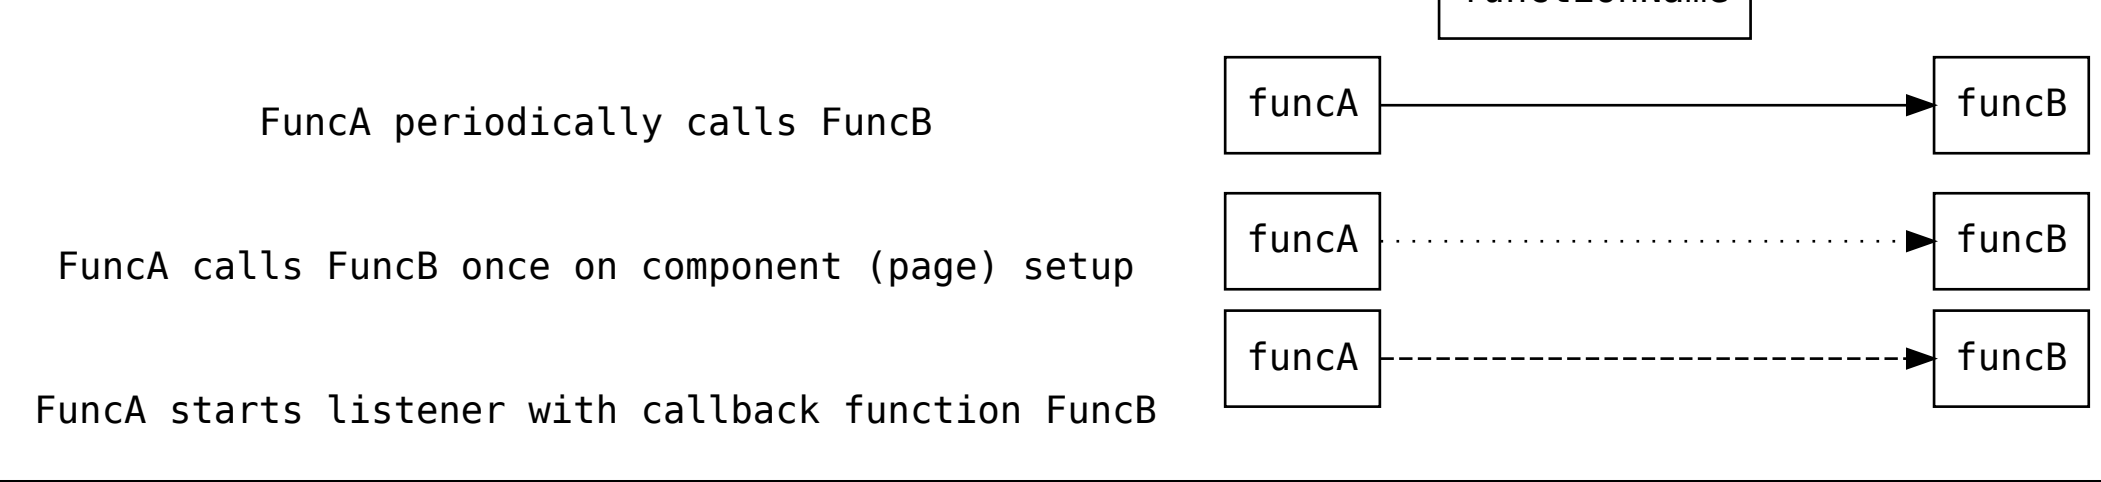 FuncA periodically calls FuncB
funcA
funcB
FuncA calls FuncB once on component (page) setup
funcA
funcB
FuncA starts listener with callback function FuncB
funcA
funcB